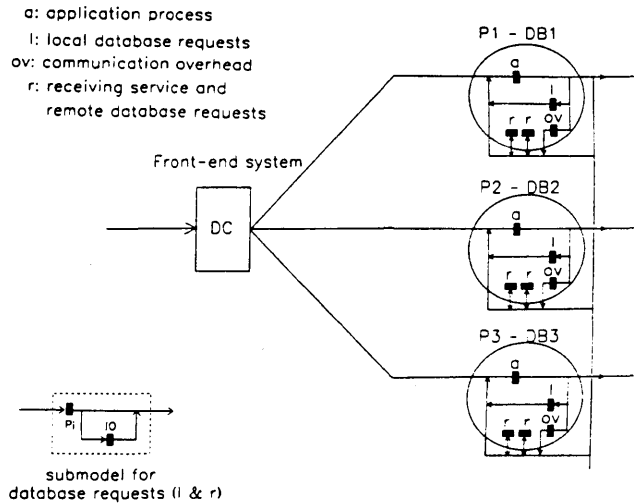 a: application process
l: local database requests
ov: communication overhead
r: receiving service and
remote database requests
Front-end system
DC
P1 - DB1
a
l
ov
r r
P2 - DB2
a
l
ov
r r
P3 - DB3
a
l
ov
r r
Pi IO
submodel for
database requests (l & r)